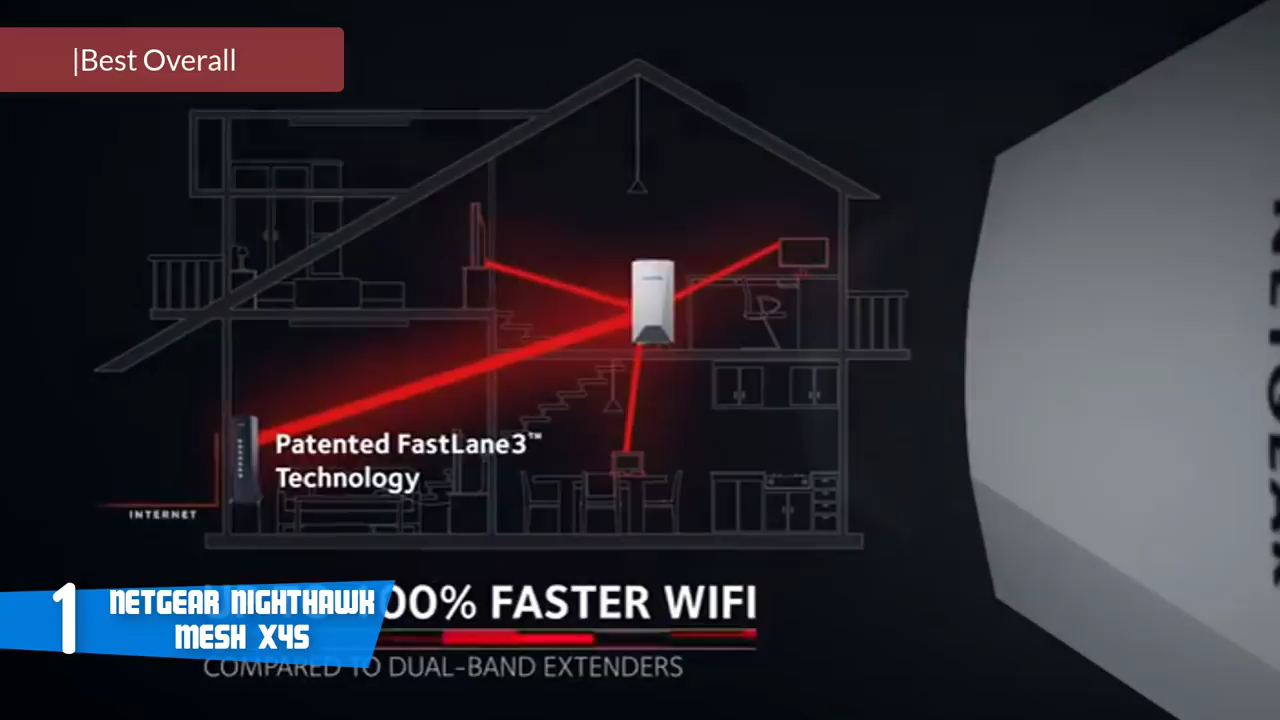 |Best Overall
Patented FastLane3™
Technology
INTERNET
00% FASTER WIFI
1 NETGEAR NIGHTHAWK
MESH X4S
COMPARED TO DUAL-BAND EXTENDERS
NETGEAR